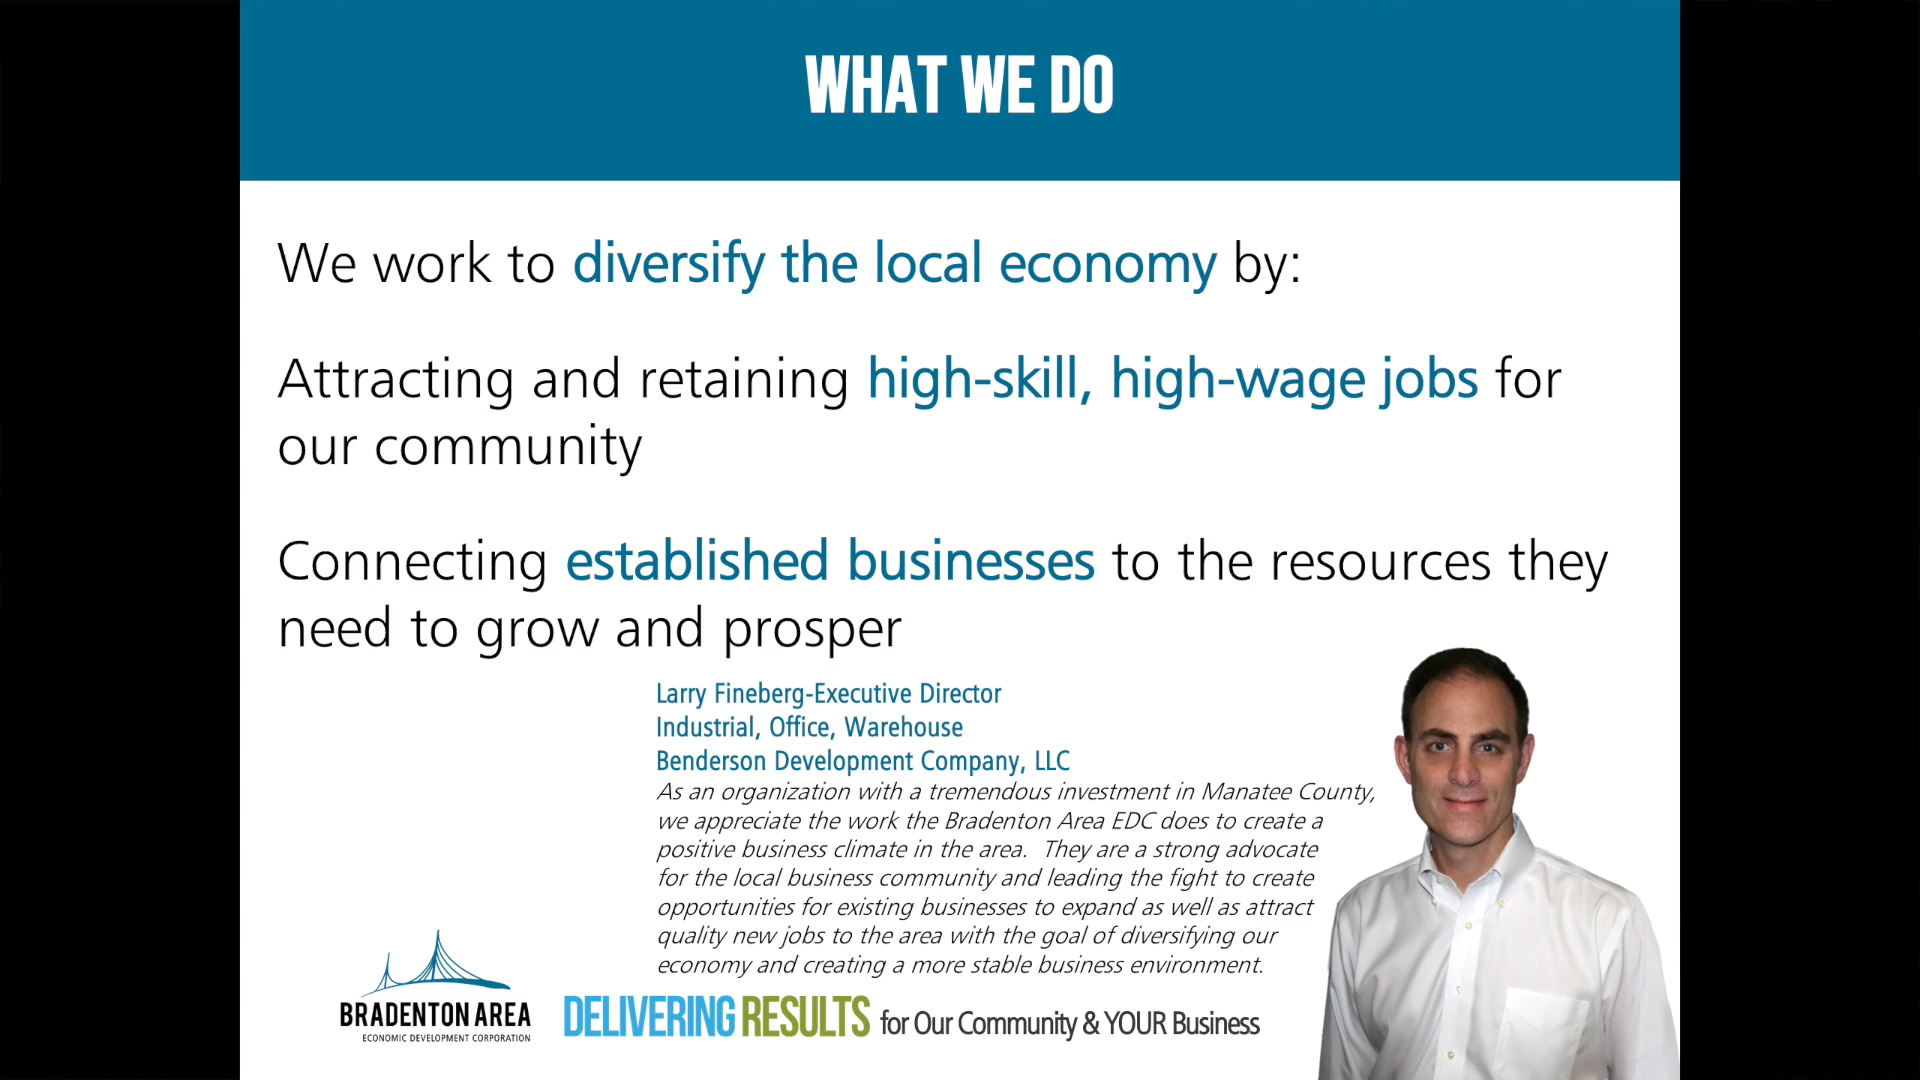 WHAT WE DO
We work to diversify the local economy by:
Attracting and retaining high-skill, high-wage jobs for
our community
Connecting established businesses to the resources they
need to grow and prosper
Larry Fineberg-Executive Director
Industrial, Office, Warehouse
Benderson Development Company, LLC
As an organization with a tremendous investment in Manatee County,
we appreciate the work the Bradenton Area EDC does to create a
positive business climate in the area.  They are a strong advocate
for the local business community and leading the fight to create
opportunities for existing businesses to expand as well as attract
quality new jobs to the area with the goal of diversifying our
economy and creating a more stable business environment.
BRADENTON AREA
ECONOMIC DEVELOPMENT CORPORATION
DELIVERING RESULTS for Our Community & YOUR Business